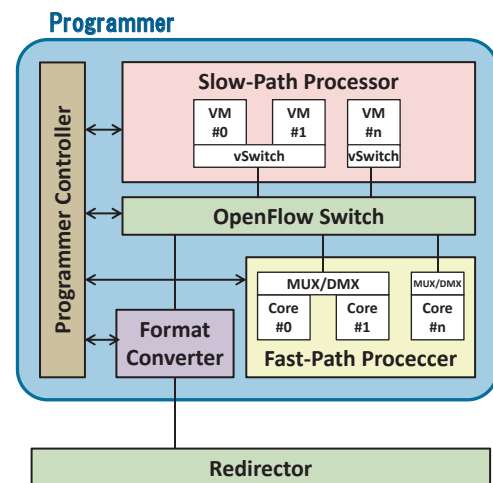 Programmer
Programmer Controller
Slow-Path Processor
VM #0
VM #1
VM #n
vSwitch
vSwitch
OpenFlow Switch
MUX/DMX
MUX/DMX
Core #0
Core #1
Core #n
Fast-Path Proceccer
Format Converter
Redirector